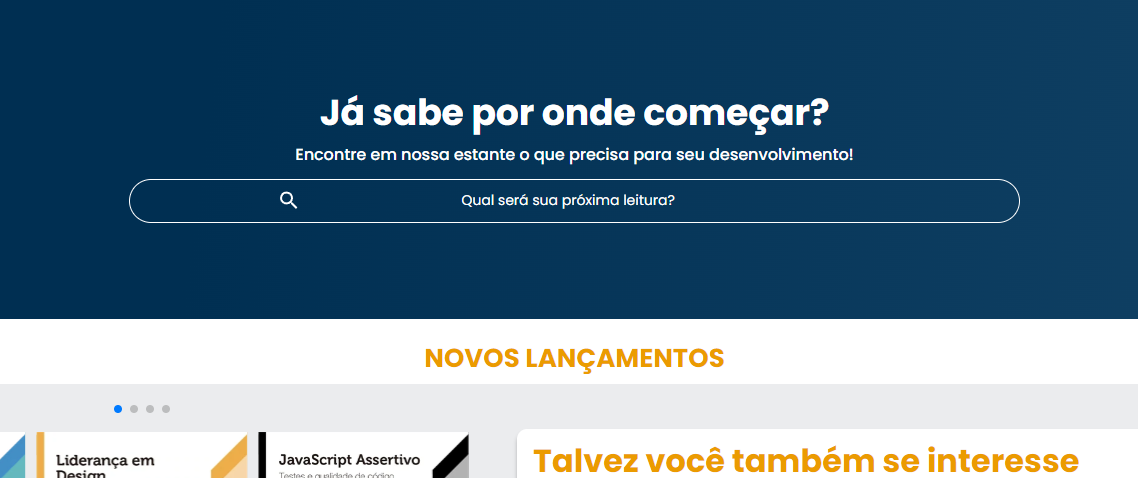 Já sabe por onde começar?
Encontre em nossa estante o que precisa para seu desenvolvimento!
Qual será sua próxima leitura?
NOVOS LANÇAMENTOS
Liderança em
Design
JavaScript Assertivo
Testes e qualidade de código
Talvez você também se interesse